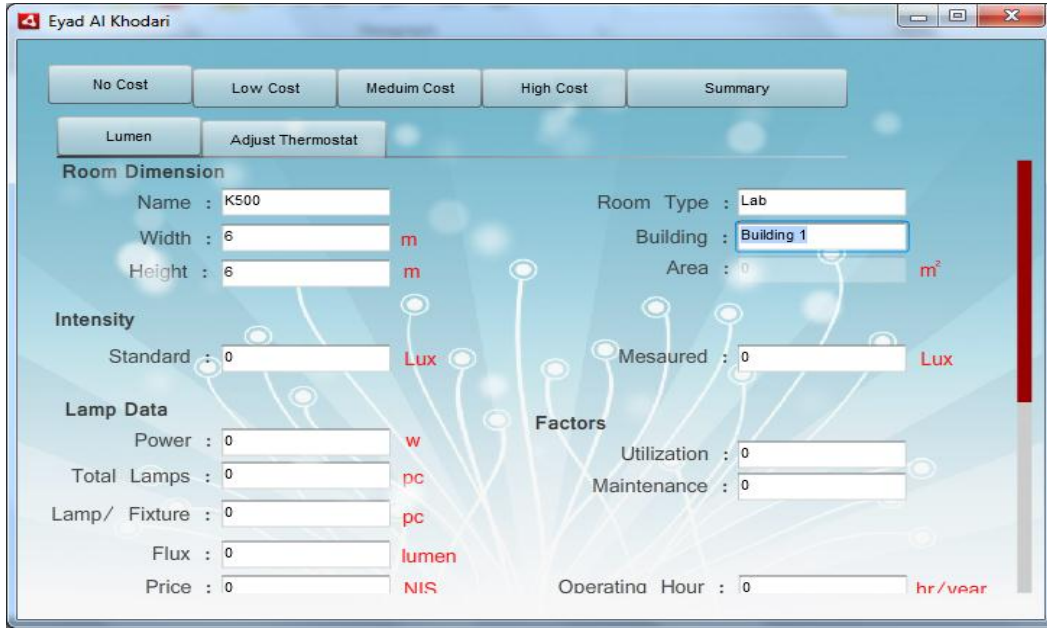 Eyad Al Khodari
No Cost Low Cost Meduim Cost High Cost Summary
Lumen Adjust Thermostat
Room Dimension
Name : K500 Room Type : Lab
Width : 6 m Building : Building 1
Height : 6 m Area : 0 m²
Intensity
Standard : 0 Lux Mesaured : 0 Lux
Lamp Data
Factors
Power : 0 w
Utilization : 0
Total Lamps : 0 pc
Maintenance : 0
Lamp/ Fixture : 0 pc
Flux : 0 lumen
Price : 0 NIS Operating Hour : 0 hr/year